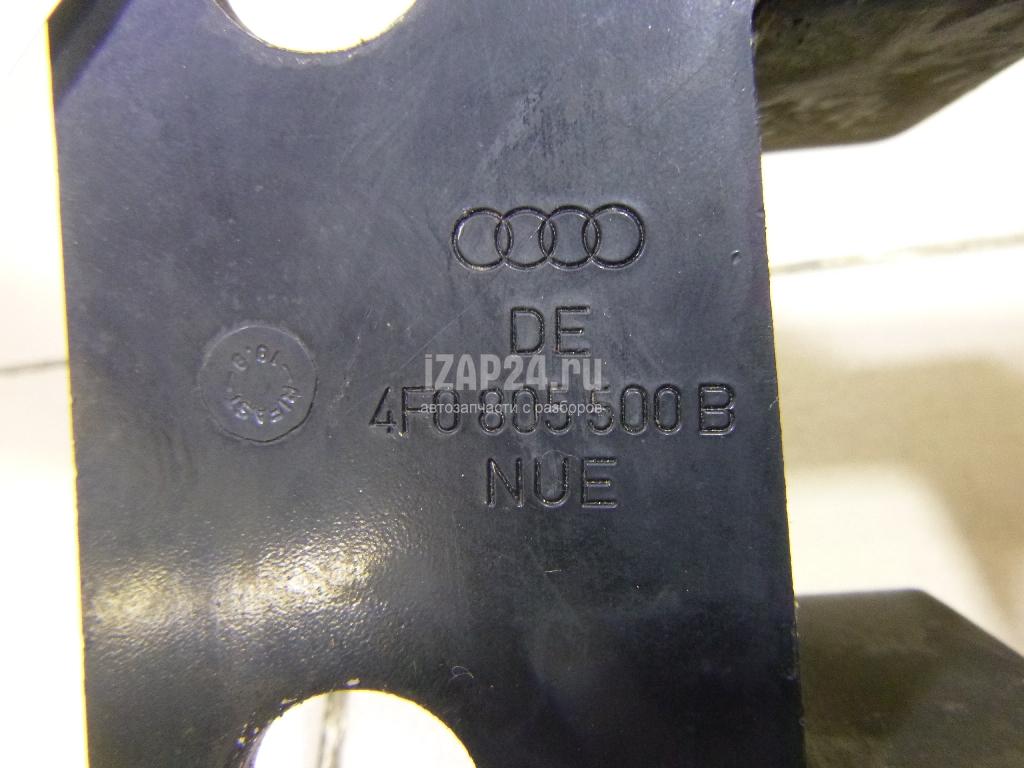 DE
iZAP24.ru
автозапчасти с разборов
4F0 805 500 B
NUE